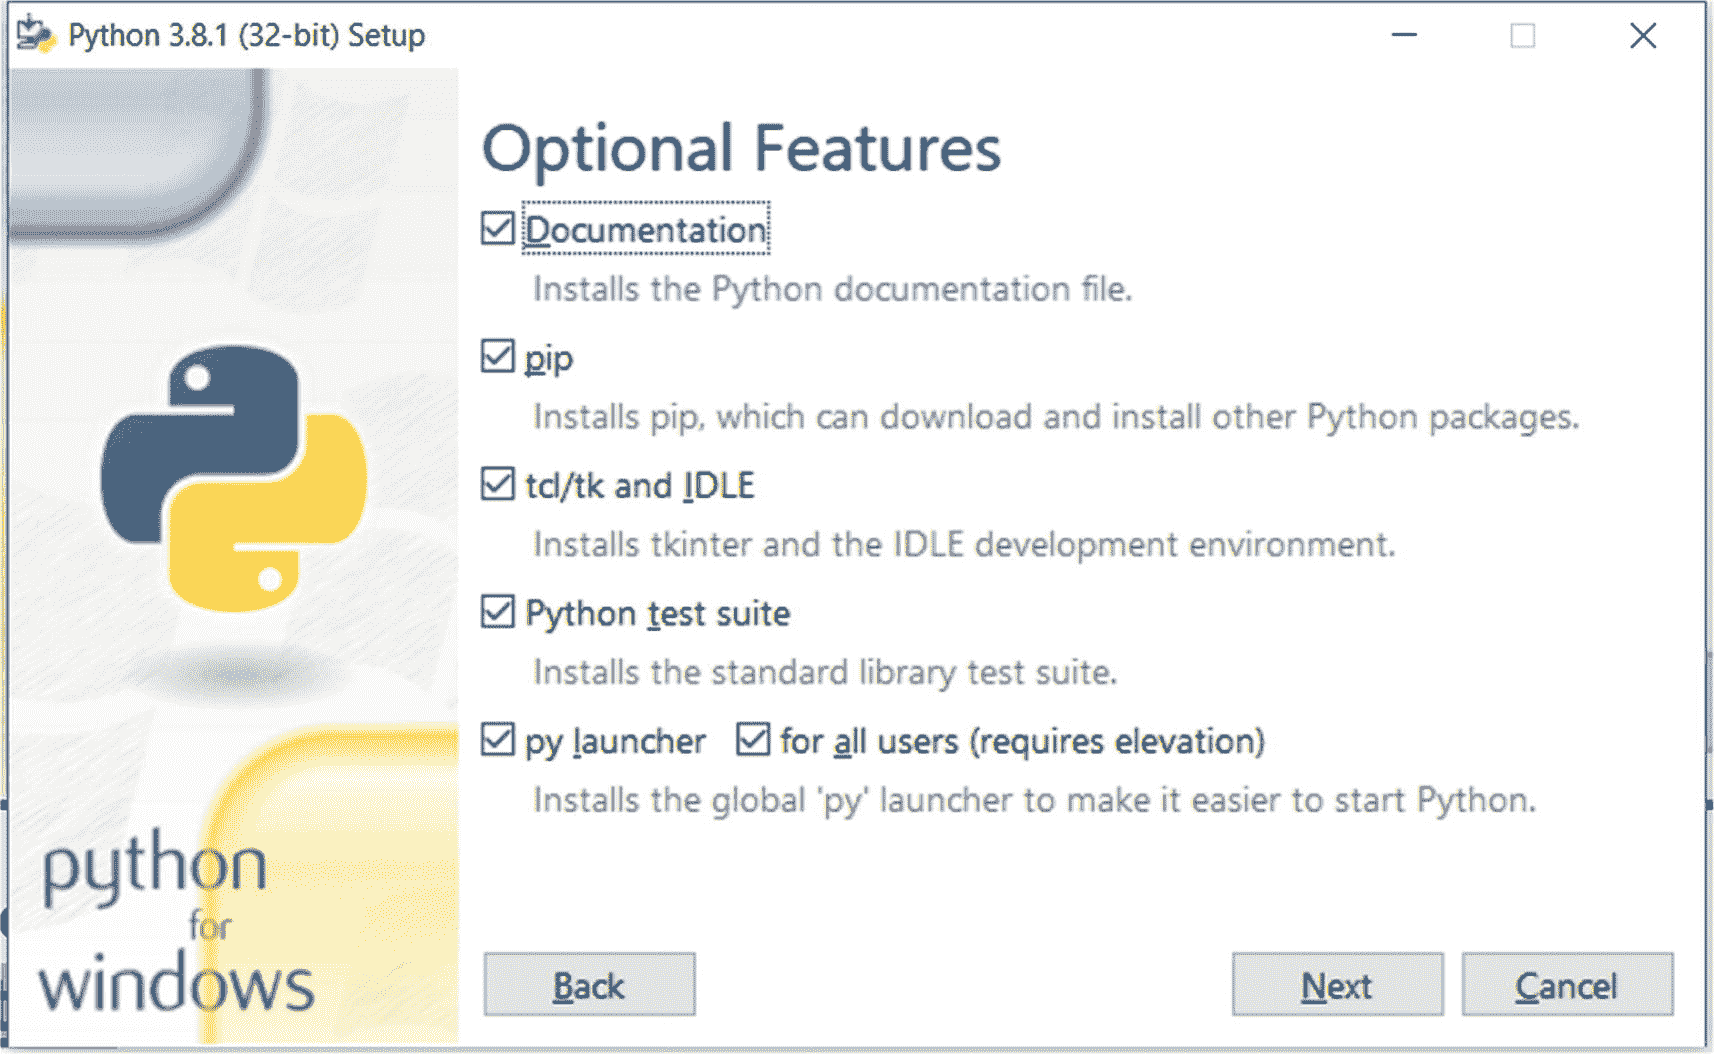 Python 3.8.1 (32-bit) Setup
Optional Features
Documentation
Installs the Python documentation file.
pip
Installs pip, which can download and install other Python packages.
tcl/tk and IDLE
Installs tkinter and the IDLE development environment.
Python test suite
Installs the standard library test suite.
py launcher for all users (requires elevation)
Installs the global 'py' launcher to make it easier to start Python.
python
for
windows
Back Next Cancel